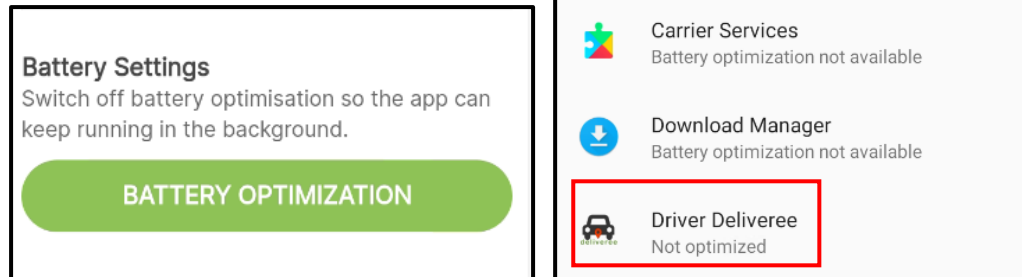 Battery Settings
Switch off battery optimisation so the app can
keep running in the background.
BATTERY OPTIMIZATION
Carrier Services
Battery optimization not available
Download Manager
Battery optimization not available
Driver Deliveree
deliveree
Not optimized